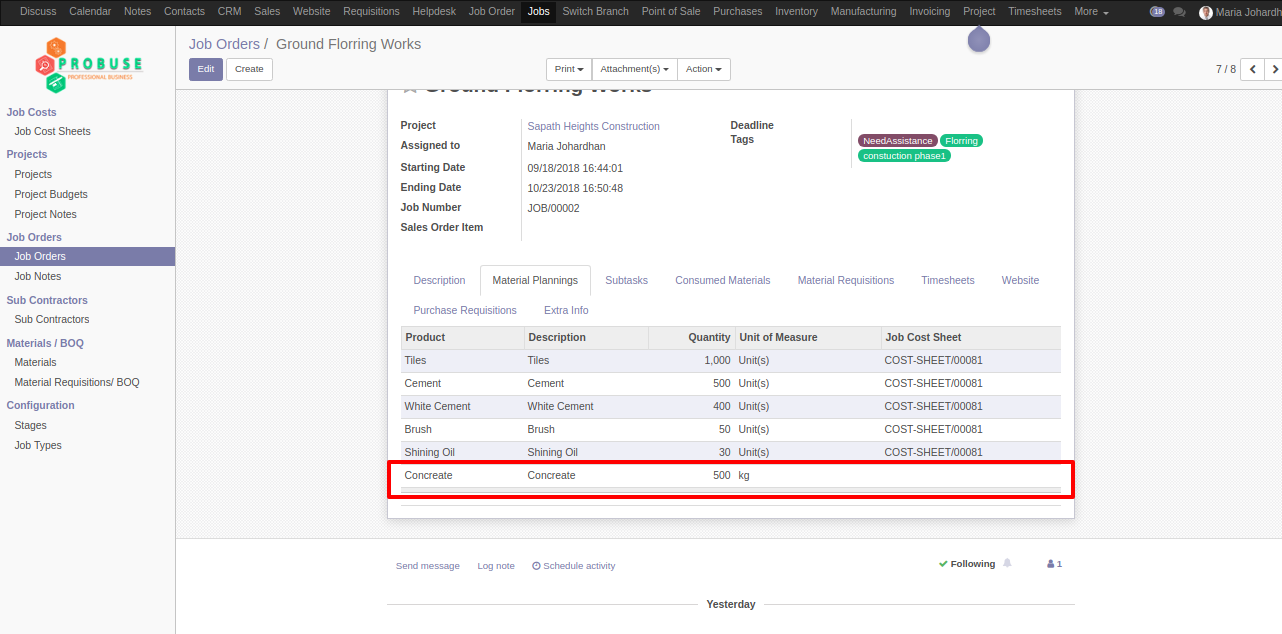 Discuss Calendar Notes Contacts CRM Sales Website Requisitions Helpdesk Job Order Jobs Switch Branch Point of Sale Purchases Inventory Manufacturing Invoicing Project Timesheets More 18 Maria Johardh
PROBUSE
PROFESSIONAL BUSINESS
Job Costs
Job Cost Sheets
Projects
Projects
Project Budgets
Project Notes
Job Orders
Job Orders
Job Notes
Sub Contractors
Sub Contractors
Materials / BOQ
Materials
Material Requisitions/ BOQ
Configuration
Stages
Job Types
Job Orders / Ground Florring Works
Edit Create Print Attachment(s) Action 7 / 8
Ground Florring Works
Project Sapath Heights Construction
Assigned to Maria Johardhan
Starting Date 09/18/2018 16:44:01
Ending Date 10/23/2018 16:50:48
Job Number JOB/00002
Sales Order Item
Deadline
Tags NeedAssistance Florring
constuction phase1
Description Material Plannings Subtasks Consumed Materials Material Requisitions Timesheets Website
Purchase Requisitions Extra Info
Product Description Quantity Unit of Measure Job Cost Sheet
Tiles Tiles 1,000 Unit(s) COST-SHEET/00081
Cement Cement 500 Unit(s) COST-SHEET/00081
White Cement White Cement 400 Unit(s) COST-SHEET/00081
Brush Brush 50 Unit(s) COST-SHEET/00081
Shining Oil Shining Oil 30 Unit(s) COST-SHEET/00081
Concreate Concreate 500 kg
Send message Log note Schedule activity Following 1
Yesterday